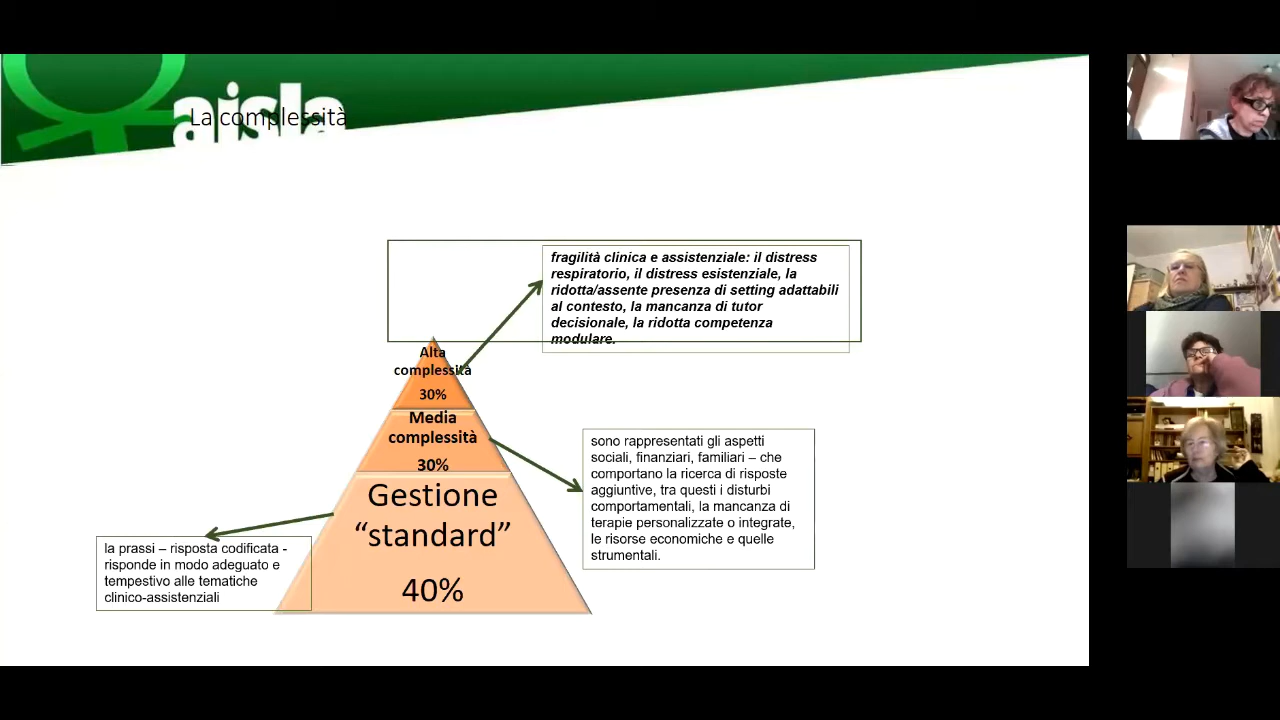 aisla
La complessità
fragilità clinica e assistenziale: il distress
respiratorio, il distress esistenziale, la
ridotta/assente presenza di setting adattabili
al contesto, la mancanza di tutor
decisionale, la ridotta competenza
modulare.
Alta
complessità
30%
Media
complessità
30%
sono rappresentati gli aspetti
sociali, finanziari, familiari – che
comportano la ricerca di risposte
aggiuntive, tra questi i disturbi
comportamentali, la mancanza di
terapie personalizzate o integrate,
le risorse economiche e quelle
strumentali.
Gestione
“standard”
40%
la prassi – risposta codificata -
risponde in modo adeguato e
tempestivo alle tematiche
clinico-assistenziali